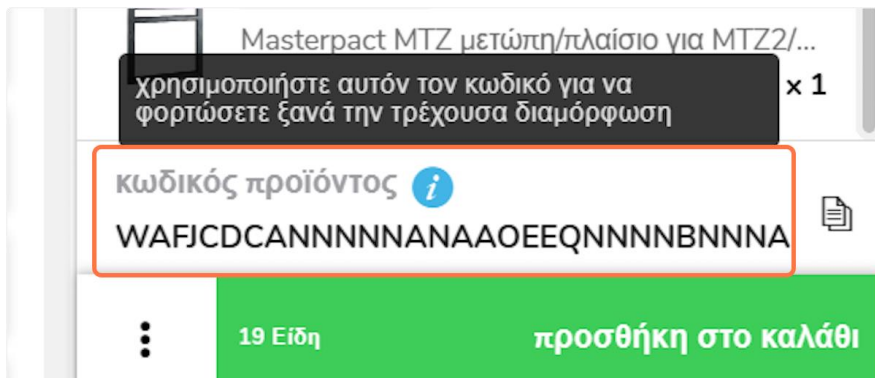 Masterpact MTZ μετώπη/πλαίσιο για MTZ2/...
χρησιμοποιήστε αυτόν τον κωδικό για να
φορτώσετε ξανά την τρέχουσα διαμόρφωση
x 1
κωδικός προϊόντος i
WAFJCDCANNNNNANAAOEEQNNNNBNNNA
19 Είδη
προσθήκη στο καλάθι